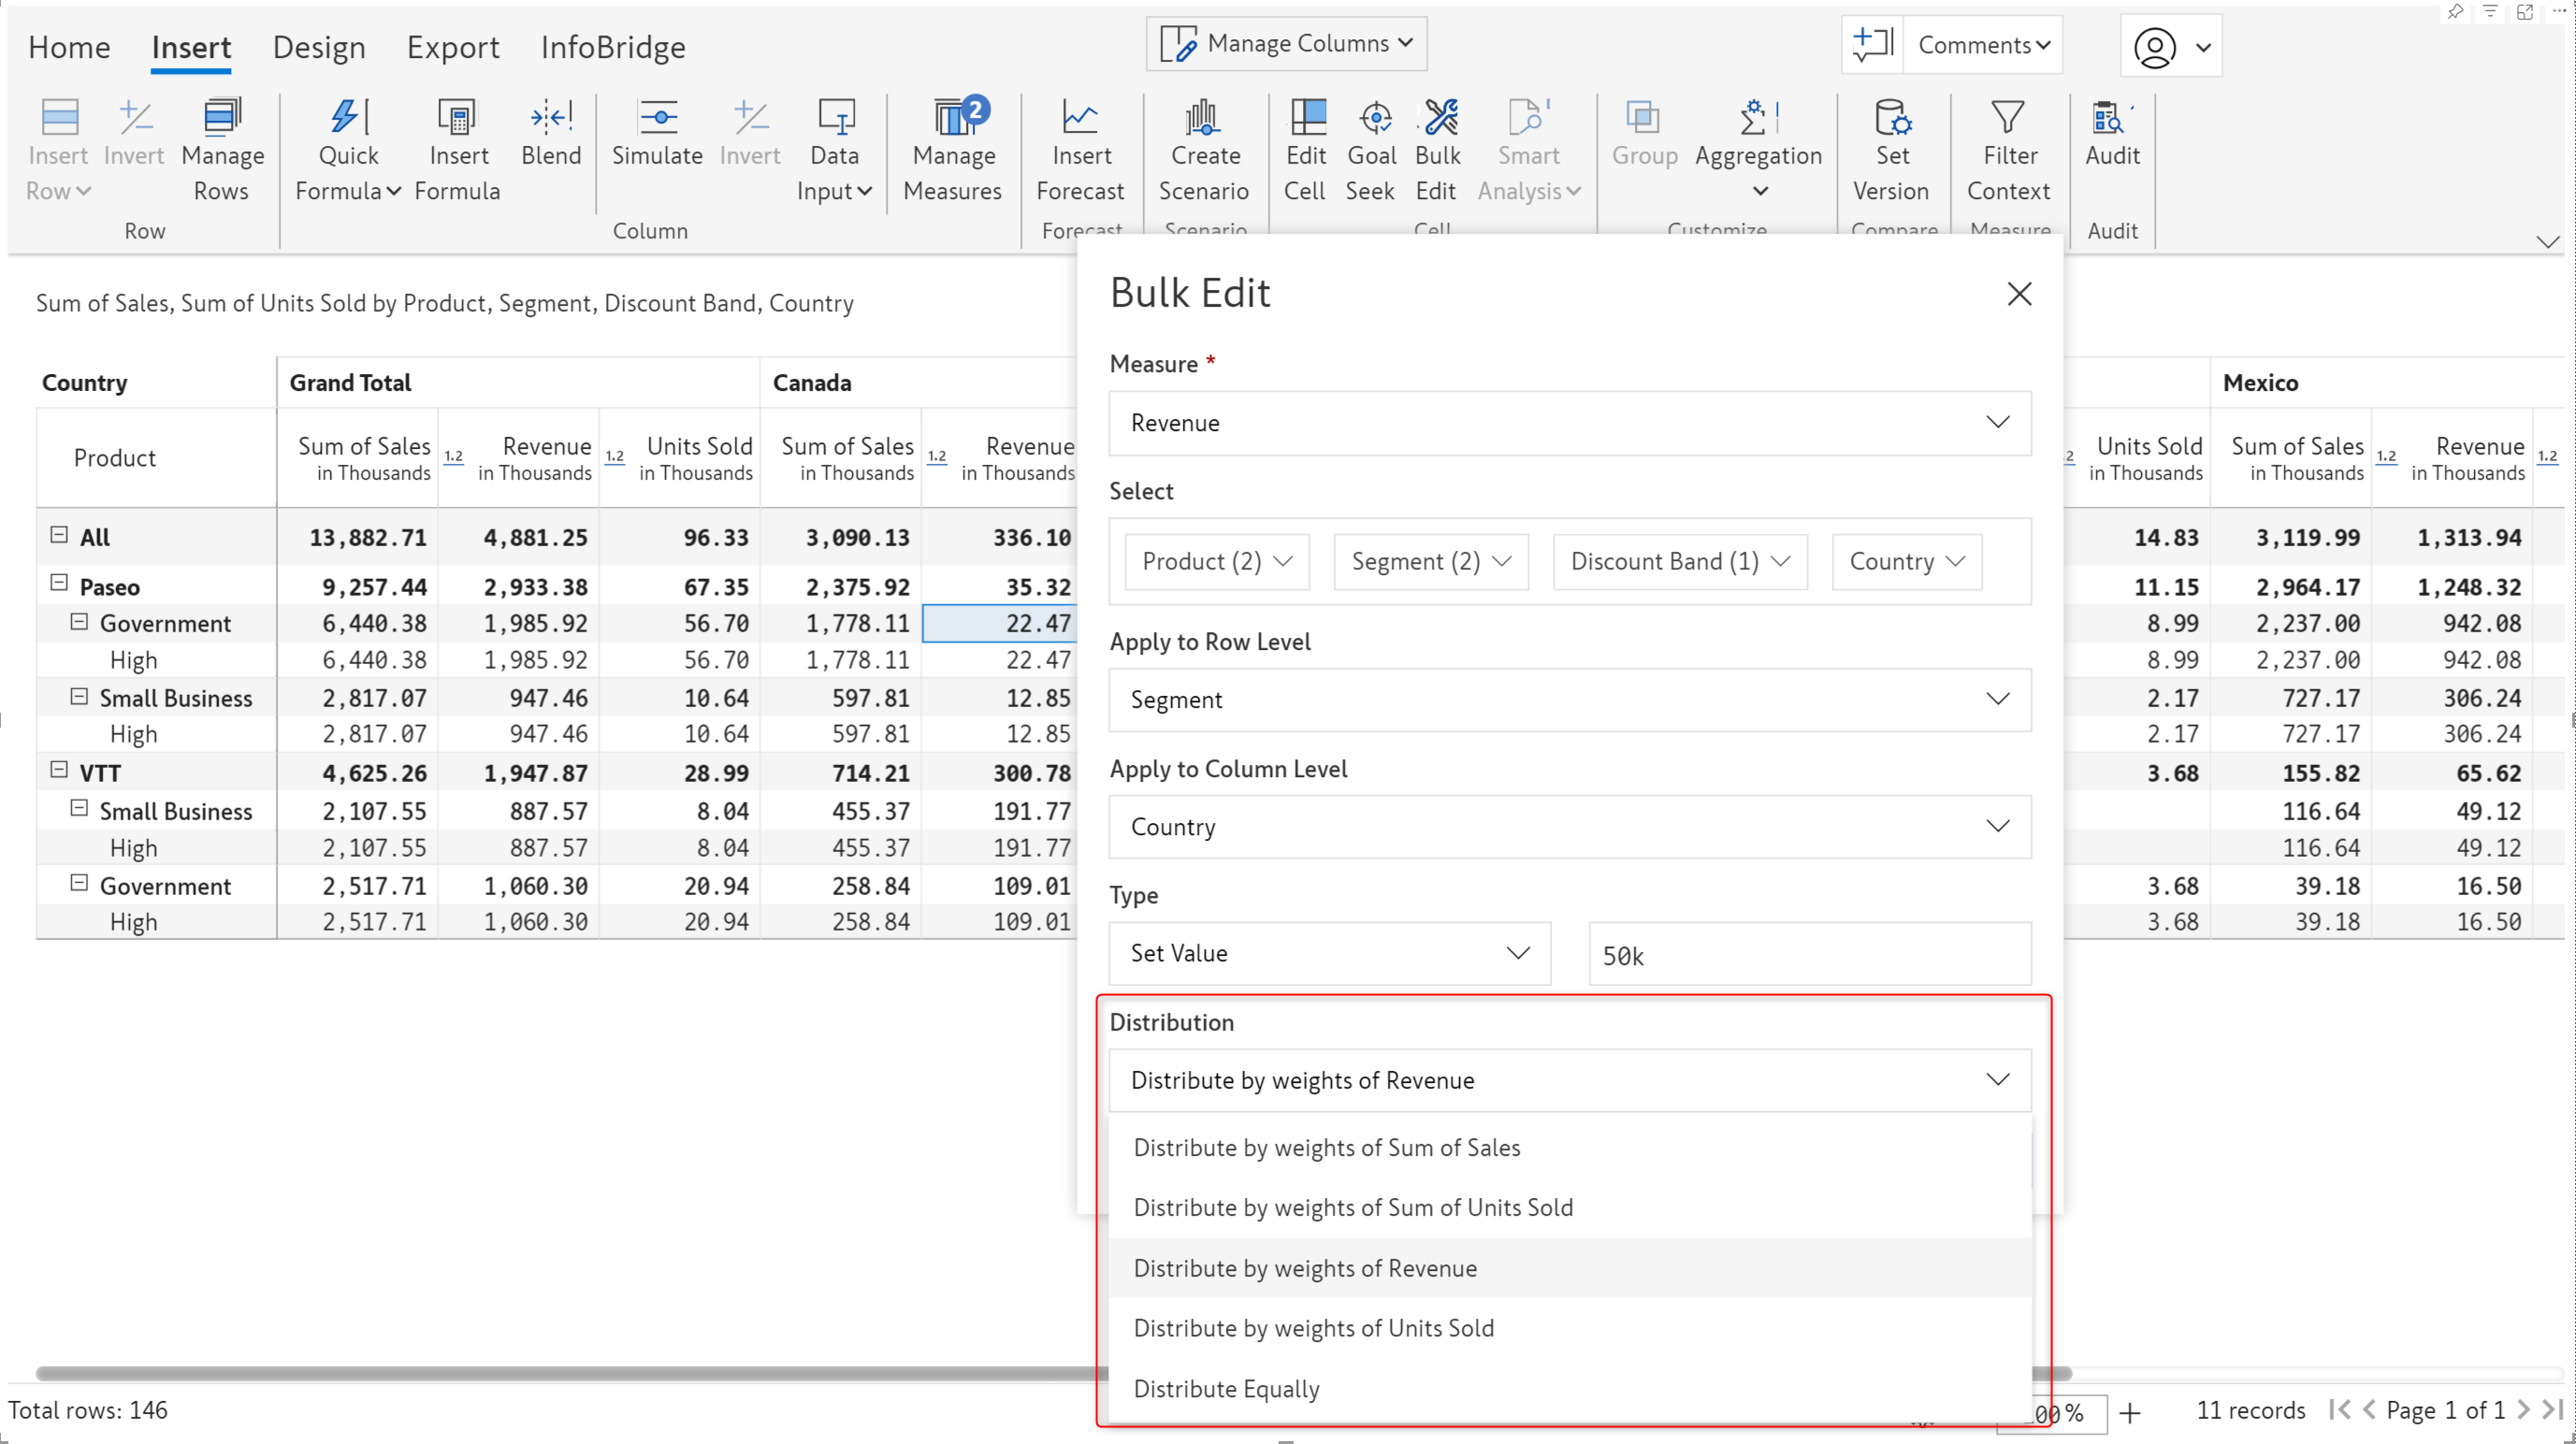 Home Insert Design Export InfoBridge Manage Columns Comments
Insert Row Invert Manage Rows Quick Formula Insert Formula Blend Simulate Invert Data Input 2 Manage Measures Insert Forecast Create Scenario Edit Cell Goal Seek Bulk Edit Smart Analysis Group Aggregation Set Version Filter Context Audit
Row Column Forecast Scenario Cell Customize Compare Measure Audit
Sum of Sales, Sum of Units Sold by Product, Segment, Discount Band, Country
Country Grand Total Canada Mexico
Product Sum of Sales in Thousands 1.2 Revenue in Thousands 1.2 Units Sold in Thousands Sum of Sales in Thousands 1.2 Revenue in Thousands 2 Units Sold in Thousands Sum of Sales in Thousands 1.2 Revenue in Thousands 1.2
All 13,882.71 4,881.25 96.33 3,090.13 336.10 14.83 3,119.99 1,313.94
Paseo 9,257.44 2,933.38 67.35 2,375.92 35.32 11.15 2,964.17 1,248.32
Government 6,440.38 1,985.92 56.70 1,778.11 22.47 8.99 2,237.00 942.08
High 6,440.38 1,985.92 56.70 1,778.11 22.47 8.99 2,237.00 942.08
Small Business 2,817.07 947.46 10.64 597.81 12.85 2.17 727.17 306.24
High 2,817.07 947.46 10.64 597.81 12.85 2.17 727.17 306.24
VTT 4,625.26 1,947.87 28.99 714.21 300.78 3.68 155.82 65.62
Small Business 2,107.55 887.57 8.04 455.37 191.77 116.64 49.12
High 2,107.55 887.57 8.04 455.37 191.77 116.64 49.12
Government 2,517.71 1,060.30 20.94 258.84 109.01 3.68 39.18 16.50
High 2,517.71 1,060.30 20.94 258.84 109.01 3.68 39.18 16.50
Bulk Edit
Measure *
Revenue
Select
Product (2) Segment (2) Discount Band (1) Country
Apply to Row Level
Segment
Apply to Column Level
Country
Type
Set Value 50k
Distribution
Distribute by weights of Revenue
Distribute by weights of Sum of Sales
Distribute by weights of Sum of Units Sold
Distribute by weights of Revenue
Distribute by weights of Units Sold
Distribute Equally
Total rows: 146 00% 11 records Page 1 of 1